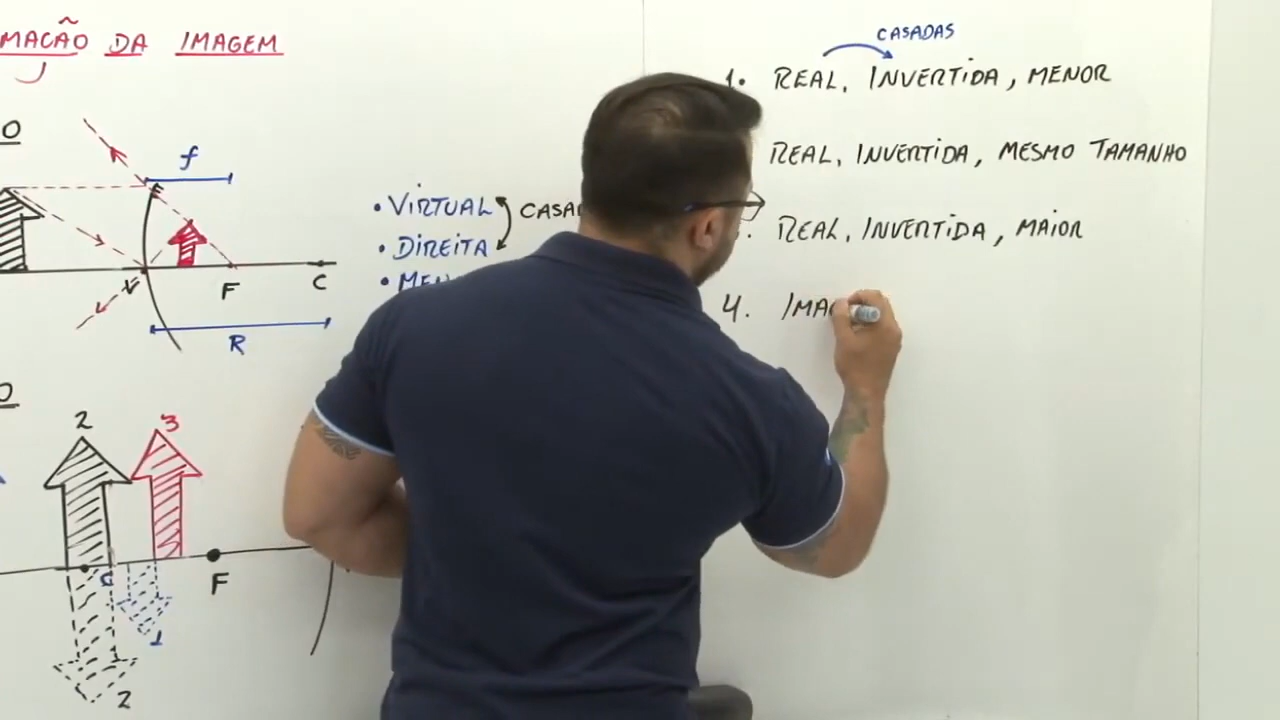 DA IMAGEM
f
VIRTUAL
DIREITA
V
F
C
R
2
3
C
F
1
2
CASADAS
1. REAL, INVERTIDA, MENOR
REAL, INVERTIDA, MESMO TAMANHO
REAL, INVERTIDA, MAIOR
4.